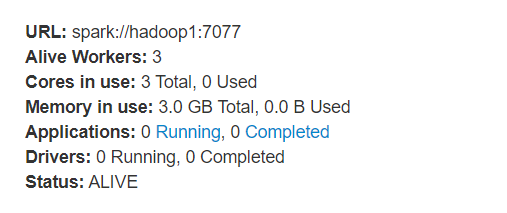 URL: spark://hadoop1:7077
Alive Workers: 3
Cores in use: 3 Total, 0 Used
Memory in use: 3.0 GB Total, 0.0 B Used
Applications: 0 Running, 0 Completed
Drivers: 0 Running, 0 Completed
Status: ALIVE